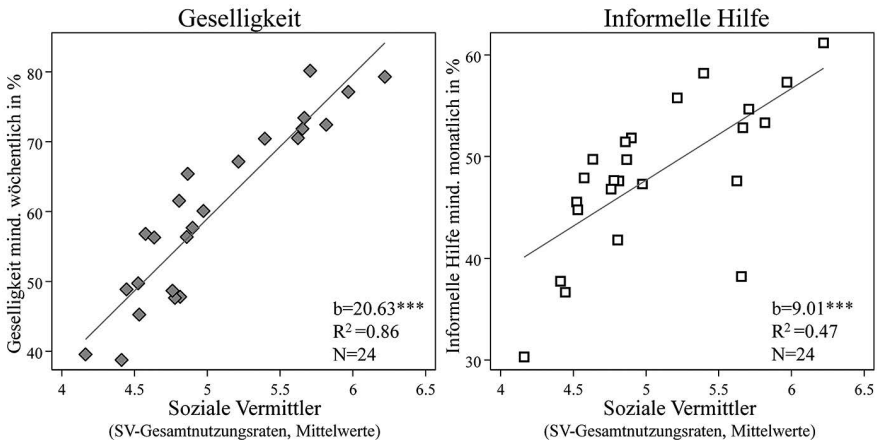 Geselligkeit
Geselligkeit mind. wöchentlich in %
80
70
60
50
40
b=20.63***
R²=0.86
N=24
4
4.5
5
5.5
6
6.5
Soziale Vermittler
(SV-Gesamtnutzungsraten, Mittelwerte)
Informelle Hilfe
Informelle Hilfe mind. monatlich in %
60
50
40
30
b=9.01***
R²=0.47
N=24
4
4.5
5
5.5
6
6.5
Soziale Vermittler
(SV-Gesamtnutzungsraten, Mittelwerte)